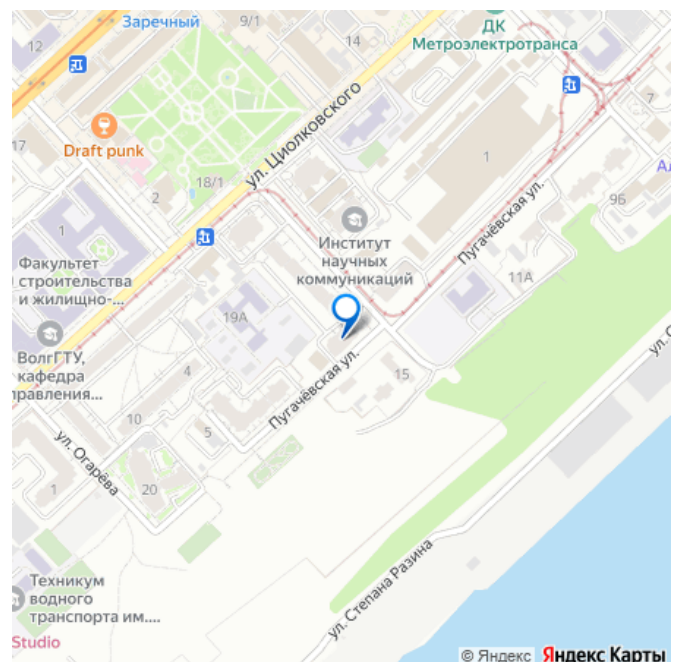 Заречный
9/1
12
14
ДК
Метроэлектротранса
7
17
Draft punk
ул. Циолковского
18/1
2
1
9Б
Пугачёвская ул.
1
Институт
научных
коммуникаций
11А
Факультет
строительства
и жилищно-...
19А
ВолгГТУ,
кафедра
правления...
4
15
Пугачёвская ул.
10
5
ул. Огарёва
1
20
ул. Степана Разина
Техникум
водного
транспорта им....
Studio
© Яндекс Яндекс Карты